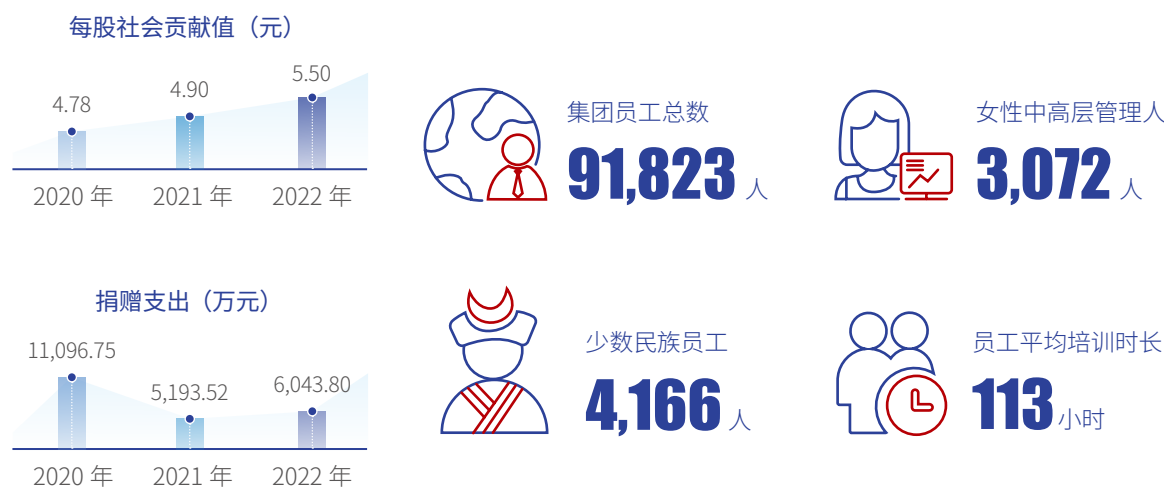 每股社会贡献值（元）
4.78
4.90
5.50
2020 年
2021 年
2022 年
集团员工总数
91,823 人
女性中高层管理人
3,072 人
捐赠支出（万元）
11,096.75
5,193.52
6,043.80
2020 年
2021 年
2022 年
少数民族员工
4,166 人
员工平均培训时长
113 小时